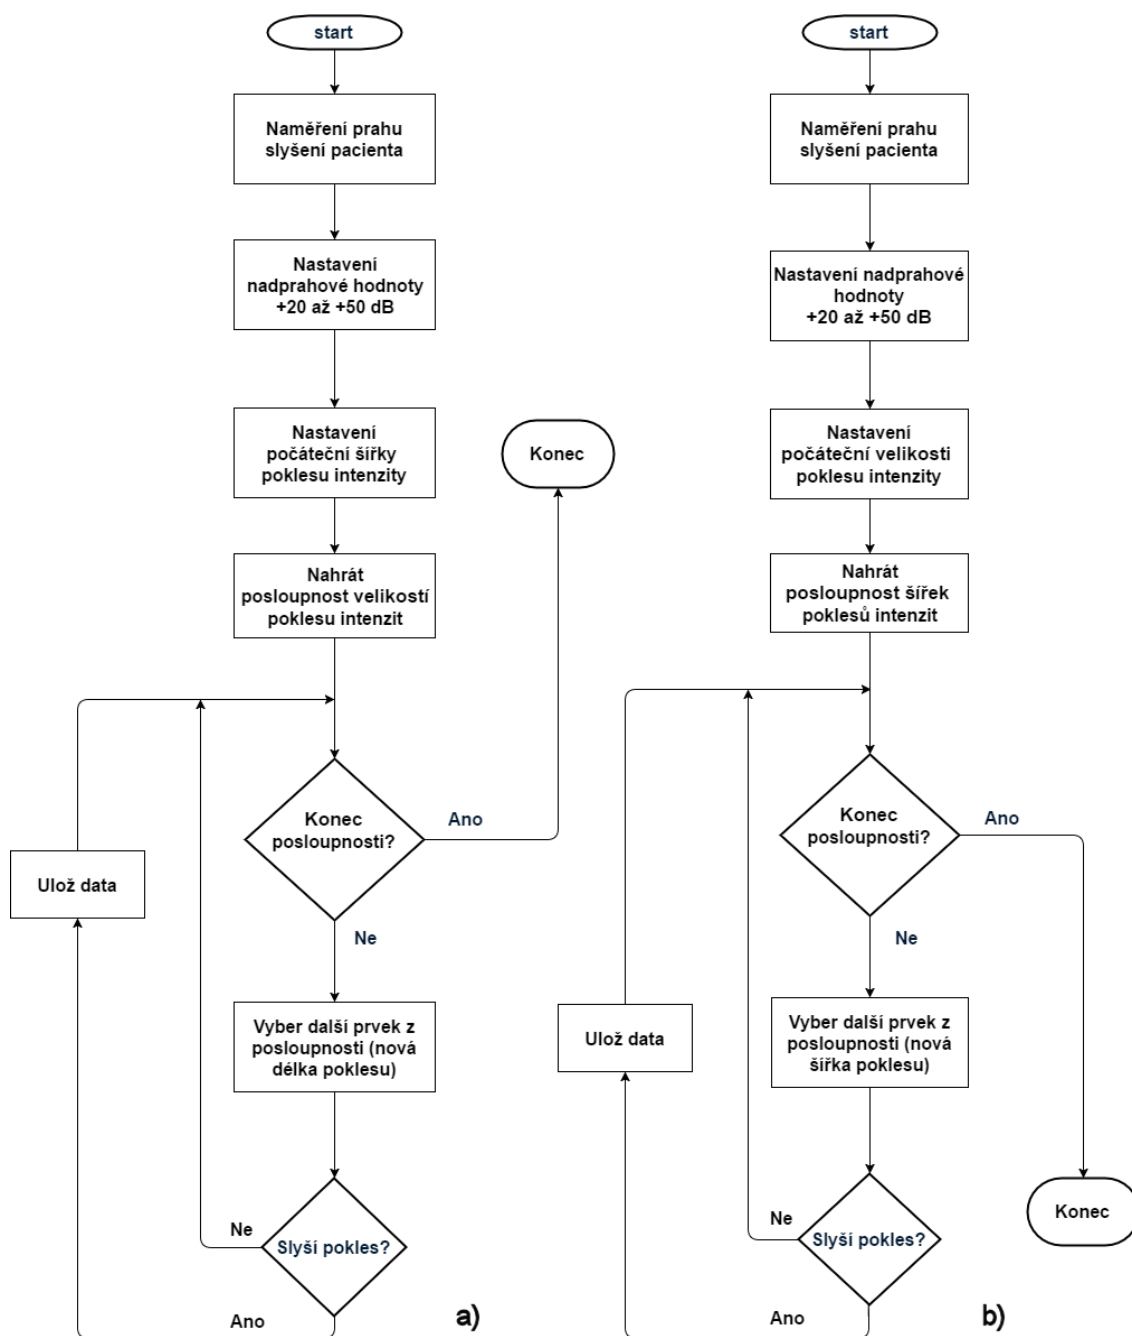 start
Naměření prahu
slyšení pacienta
Nastavení
nadprahové hodnoty
+20 až +50 dB
Nastavení
počáteční šířky
poklesu intenzity
Konec
Nahrát
posloupnost velikostí
poklesu intenzit
Konec
posloupnosti?
Ano
Ulož data
Ne
Vyber další prvek z
posloupnosti (nová
délka poklesu)
Ne
Slyší pokles?
Ano
a)
start
Naměření prahu
slyšení pacienta
Nastavení nadprahové
hodnoty
+20 až +50 dB
Nastavení
počáteční velikosti
poklesu intenzity
Nahrát
posloupnost šířek
poklesů intenzit
Konec
posloupnosti?
Ano
Ne
Ulož data
Vyber další prvek z
posloupnosti (nová
šířka poklesu)
Ne
Slyší pokles?
Konec
Ano
b)